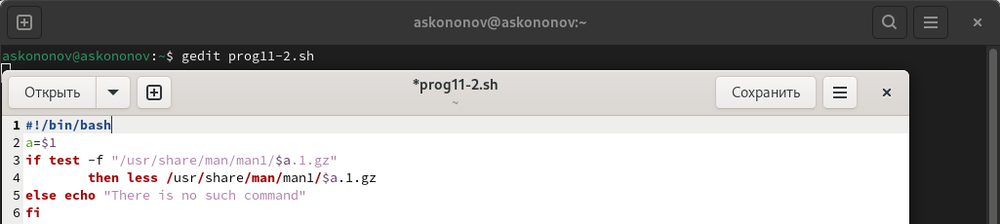 askononov@askononov:~
askononov@askononov:~$ gedit prog11-2.sh
Открыть
*prog11-2.sh
~
Сохранить
1 #!/bin/bash
2 a=$1
3 if test -f "/usr/share/man/man1/$a.1.gz"
4         then less /usr/share/man/man1/$a.1.gz
5 else echo "There is no such command"
6 fi